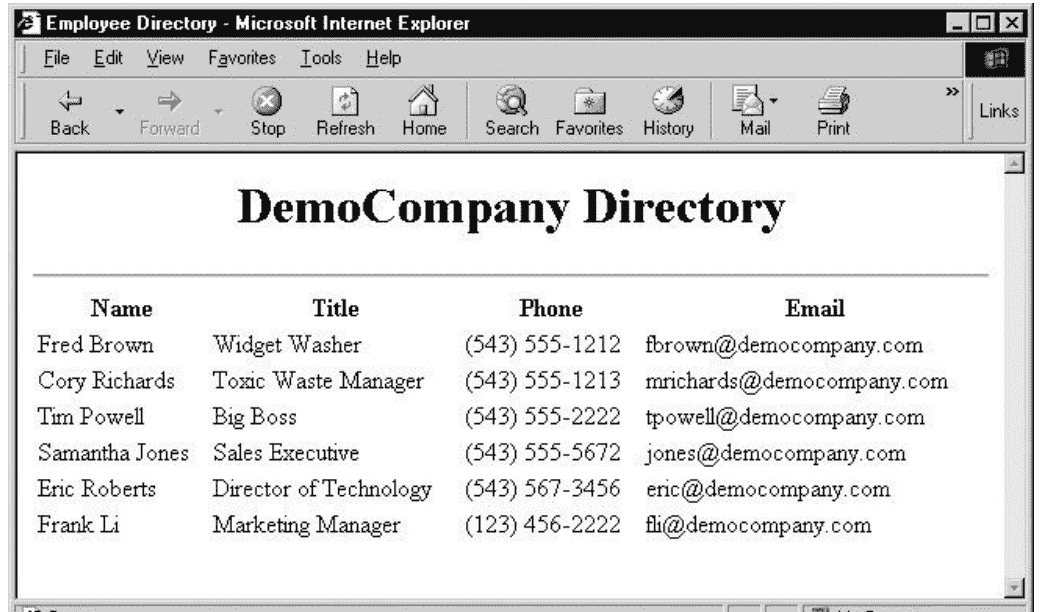 Employee Directory - Microsoft Internet Explorer
File Edit View Favorites Tools Help
Back Forward Stop Refresh Home Search Favorites History Mail Print » Links
DemoCompany Directory
Name Title Phone Email
Fred Brown Widget Washer (543) 555-1212 fbrown@democompany.com
Cory Richards Toxic Waste Manager (543) 555-1213 mrichards@democompany.com
Tim Powell Big Boss (543) 555-2222 tpowell@democompany.com
Samantha Jones Sales Executive (543) 555-5672 jones@democompany.com
Eric Roberts Director of Technology (543) 567-3456 eric@democompany.com
Frank Li Marketing Manager (123) 456-2222 fli@democompany.com